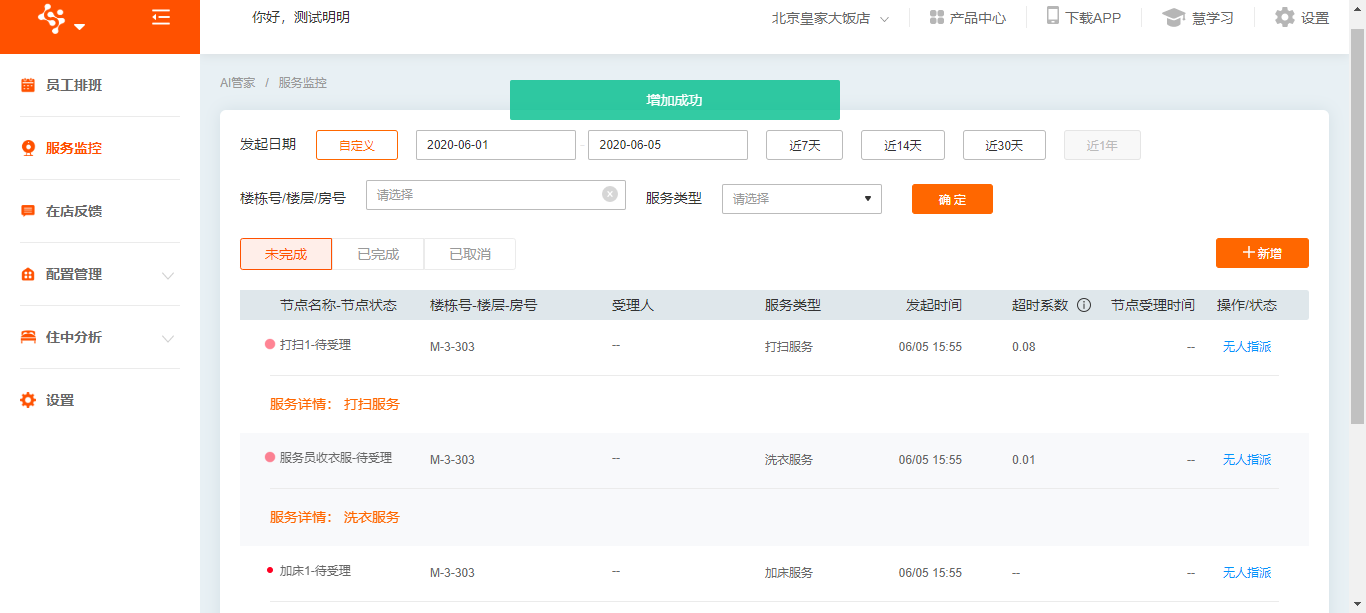 你好，测试明明 北京皇家大饭店 产品中心 下载APP 慧学习 设置
员工排班
服务监控
在店反馈
配置管理
住中分析
设置
AI管家 / 服务监控
增加成功
发起日期 自定义 2020-06-01 - 2020-06-05 近7天 近14天 近30天 近1年
楼栋号/楼层/房号 请选择 服务类型 请选择 确 定
未完成 已完成 已取消 新增
节点名称-节点状态 楼栋号-楼层-房号 受理人 服务类型 发起时间 超时系数 节点受理时间 操作/状态
打扫1-待受理 M-3-303 -- 打扫服务 06/05 15:55 0.08 -- 无人指派
服务详情： 打扫服务
服务员收衣服-待受理 M-3-303 -- 洗衣服务 06/05 15:55 0.01 -- 无人指派
服务详情： 洗衣服务
加床1-待受理 M-3-303 -- 加床服务 06/05 15:55 -- -- 无人指派